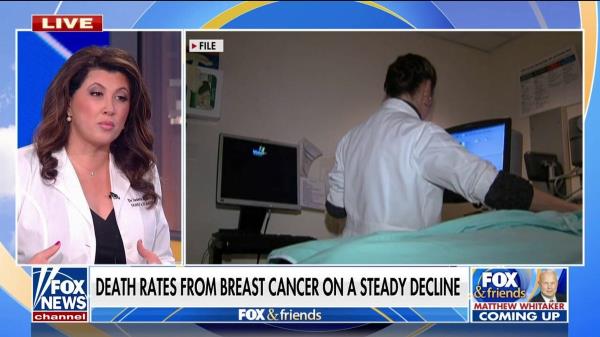 LIVE
FILE
DEATH RATES FROM BREAST CANCER ON A STEADY DECLINE
FOX
NEWS
channel
FOX & friends
FOX
& friends
MATTHEW WHITAKER
COMING UP